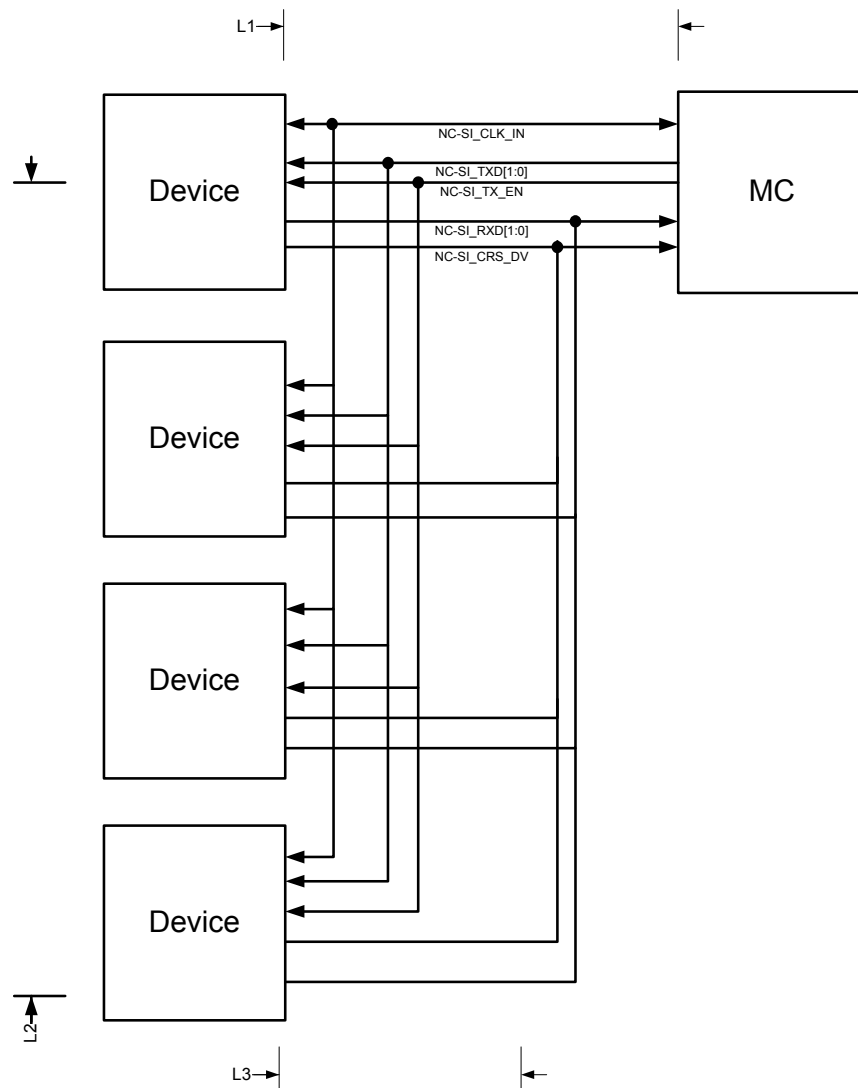 L1
Device
MC
NC-SI_CLK_IN
NC-SI_TXD[1:0]
NC-SI_TX_EN
NC-SI_RXD[1:0]
NC-SI_CRS_DV
Device
Device
Device
L2
L3